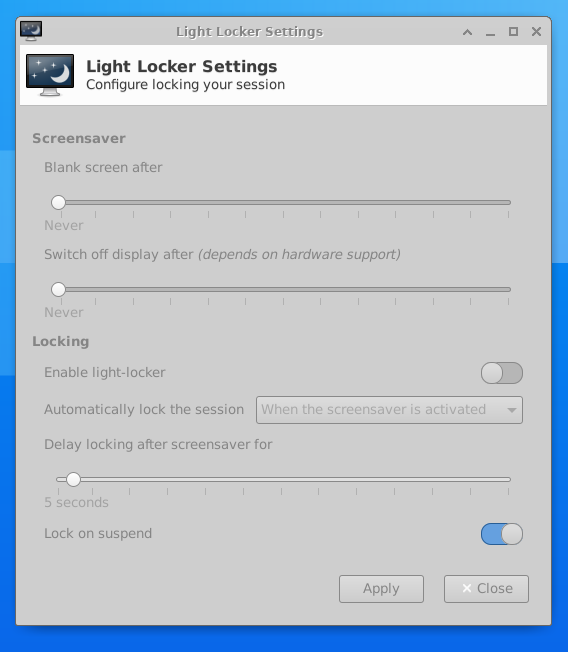 Light Locker Settings
Light Locker Settings
Configure locking your session
Screensaver
Blank screen after
Never
Switch off display after (depends on hardware support)
Never
Locking
Enable light-locker
Automatically lock the session When the screensaver is activated
Delay locking after screensaver for
5 seconds
Lock on suspend
Apply Close